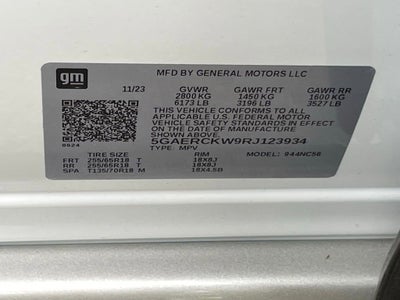 gm
MFD BY GENERAL MOTORS LLC
11/23 GVWR GAWR FRT GAWR RR
2800 KG 1450 KG 1600 KG
6173 LB 3196 LB 3527 LB
THIS VEHICLE CONFORMS TO ALL APPLICABLE
U.S. FEDERAL MOTOR VEHICLE SAFETY STANDARDS IN EFFECT
ON THE DATE OF MANUFACTURE SHOWN ABOVE.
5GAERCKW9RJ123934
TYPE: MPV MODEL: 944NC56
0624
TIRE SIZE RIM
FRT 255/65R18 T 18X8J
RR 255/65R18 T 18X8J
SPA T135/70R18 M 18X4.5B